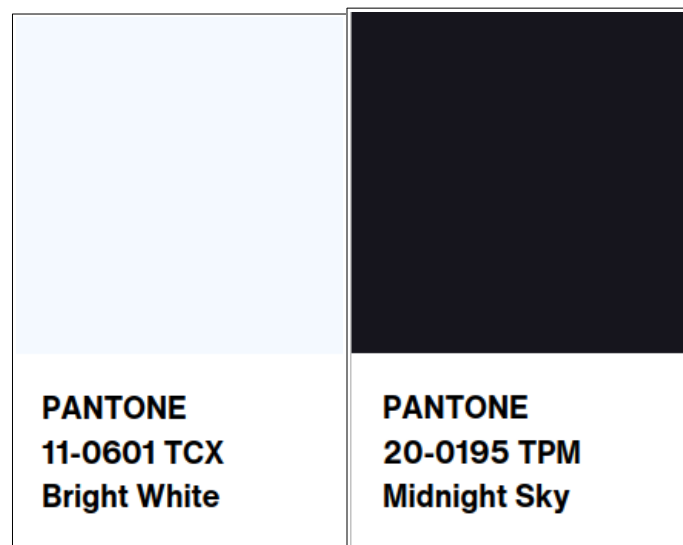 PANTONE
11-0601 TCX
Bright White
PANTONE
20-0195 TPM
Midnight Sky